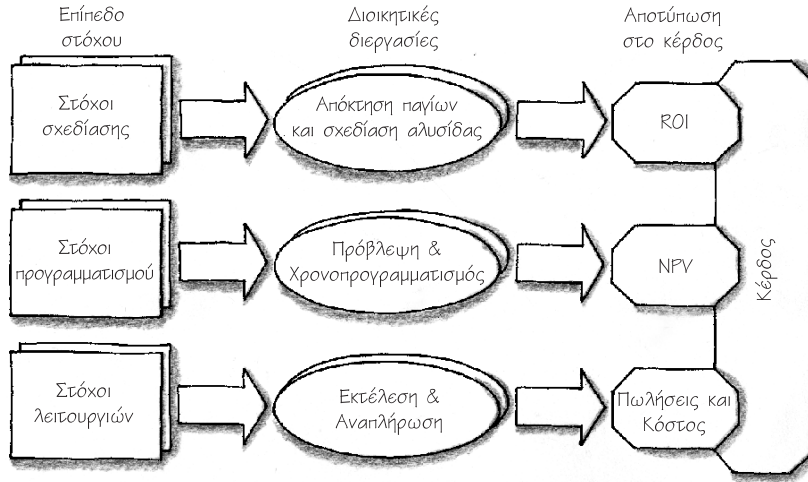 Επίπεδο
στόχου
Διοικητικές
διεργασίες
Αποτύπωση
στο κέρδος
Στόχοι
σχεδίασης
Απόκτηση παγίων
και σχεδίαση αλυσίδας
ROI
Στόχοι
προγραμματισμού
Πρόβλεψη &
Χρονοπρογραμματισμός
NPV
Κέρδος
Στόχοι
λειτουργιών
Εκτέλεση &
Αναπλήρωση
Πωλήσεις και
Κόστος